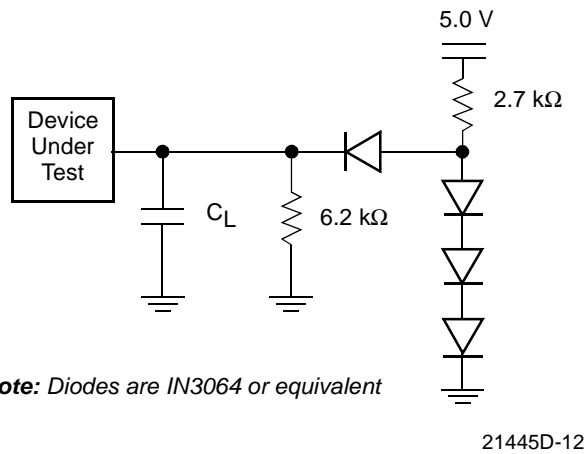 5.0 V
2.7 kΩ
Device
Under
Test
CL
6.2 kΩ
ote: Diodes are IN3064 or equivalent
21445D-12